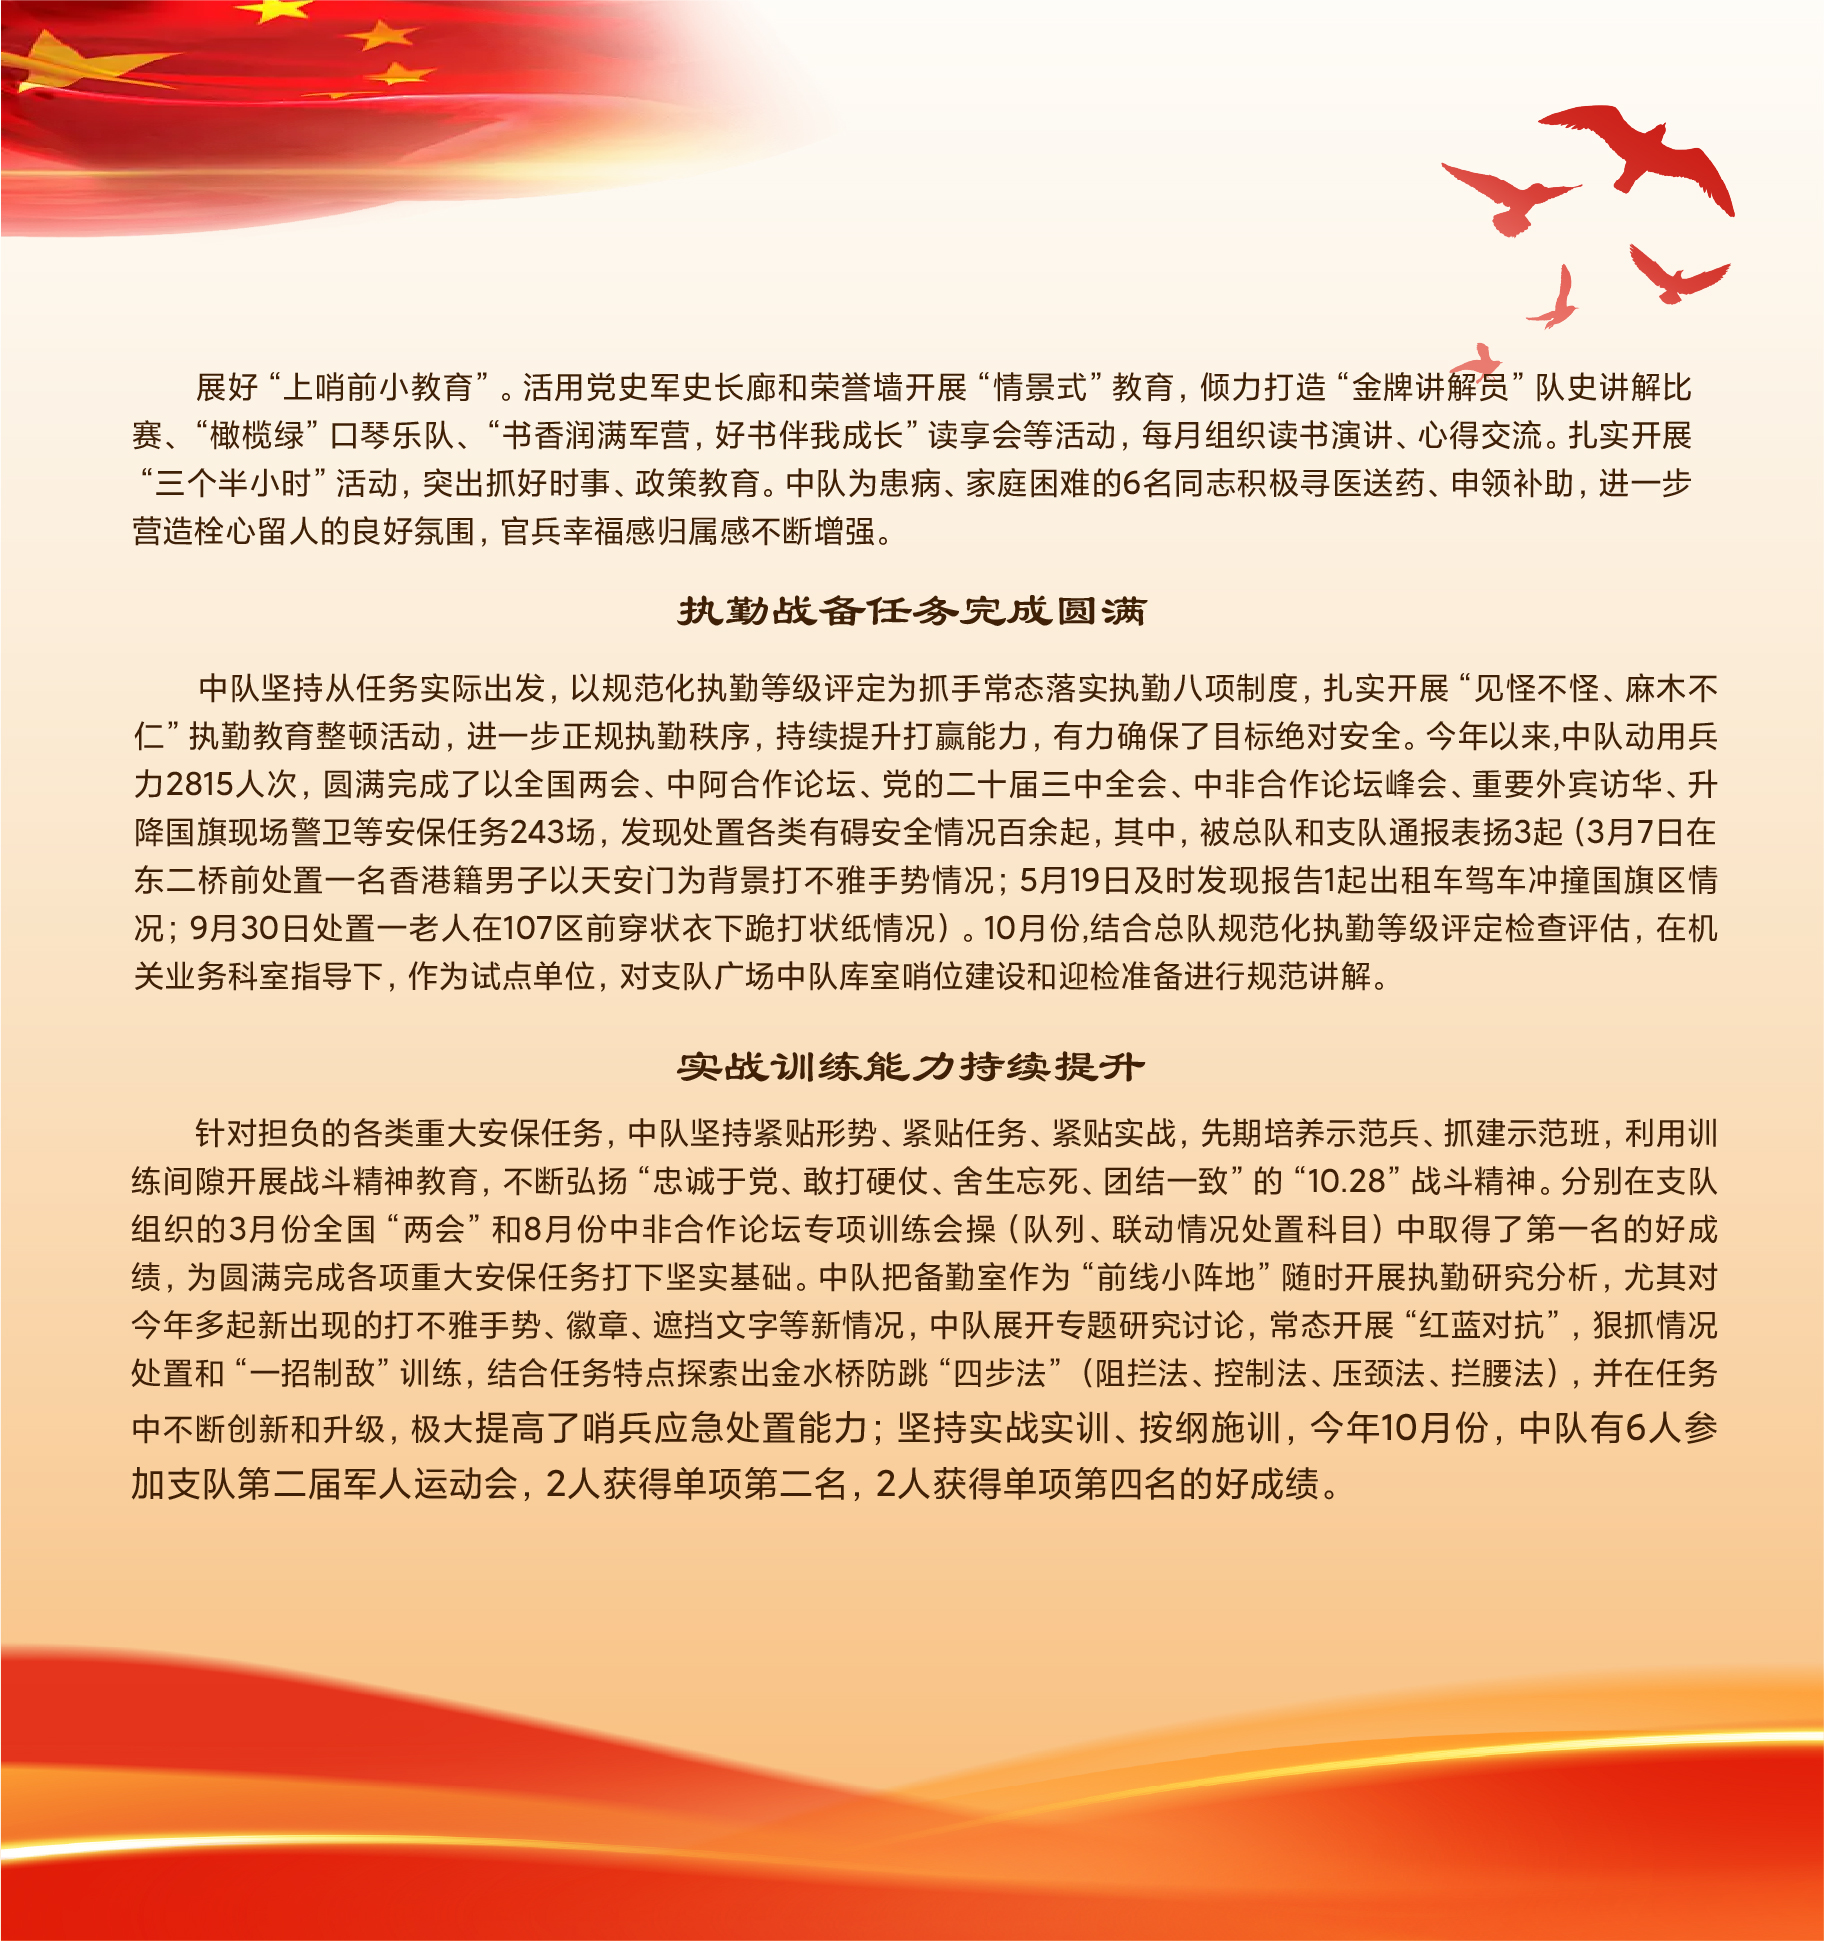 展好“上哨前小教育”。活用党史军史长廊和荣誉墙开展“情景式”教育，倾力打造“金牌讲解员”队史讲解比
赛、“橄榄绿”口琴乐队、“书香润满军营，好书伴我成长”读享会等活动，每月组织读书演讲、心得交流。扎实开展
“三个半小时”活动，突出抓好时事、政策教育。中队为患病、家庭困难的6名同志积极寻医送药、申领补助，进一步
营造栓心留人的良好氛围，官兵幸福感归属感不断增强。
执勤战备任务完成圆满
中队坚持从任务实际出发，以规范化执勤等级评定为抓手常态落实执勤八项制度，扎实开展“见怪不怪、麻木不
仁”执勤教育整顿活动，进一步正规执勤秩序，持续提升打赢能力，有力确保了目标绝对安全。今年以来,中队动用兵
力2815人次，圆满完成了以全国两会、中阿合作论坛、党的二十届三中全会、中非合作论坛峰会、重要外宾访华、升
降国旗现场警卫等安保任务243场，发现处置各类有碍安全情况百余起，其中，被总队和支队通报表扬3起（3月7日在
东二桥前处置一名香港籍男子以天安门为背景打不雅手势情况；5月19日及时发现报告1起出租车驾车冲撞国旗区情
况；9月30日处置一老人在107区前穿状衣下跪打状纸情况）。10月份,结合总队规范化执勤等级评定检查评估，在机
关业务科室指导下，作为试点单位，对支队广场中队库室哨位建设和迎检准备进行规范讲解。
实战训练能力持续提升
针对担负的各类重大安保任务，中队坚持紧贴形势、紧贴任务、紧贴实战，先期培养示范兵、抓建示范班，利用训
练间隙开展战斗精神教育，不断弘扬“忠诚于党、敢打硬仗、舍生忘死、团结一致”的“10.28”战斗精神。分别在支队
组织的3月份全国“两会”和8月份中非合作论坛专项训练会操（队列、联动情况处置科目）中取得了第一名的好成
绩，为圆满完成各项重大安保任务打下坚实基础。中队把备勤室作为“前线小阵地”随时开展执勤研究分析，尤其对
今年多起新出现的打不雅手势、徽章、遮挡文字等新情况，中队展开专题研究讨论，常态开展“红蓝对抗”，狠抓情况
处置和“一招制敌”训练，结合任务特点探索出金水桥防跳“四步法”（阻拦法、控制法、压颈法、拦腰法），并在任务
中不断创新和升级，极大提高了哨兵应急处置能力；坚持实战实训、按纲施训，今年10月份，中队有6人参
加支队第二届军人运动会，2人获得单项第二名，2人获得单项第四名的好成绩。